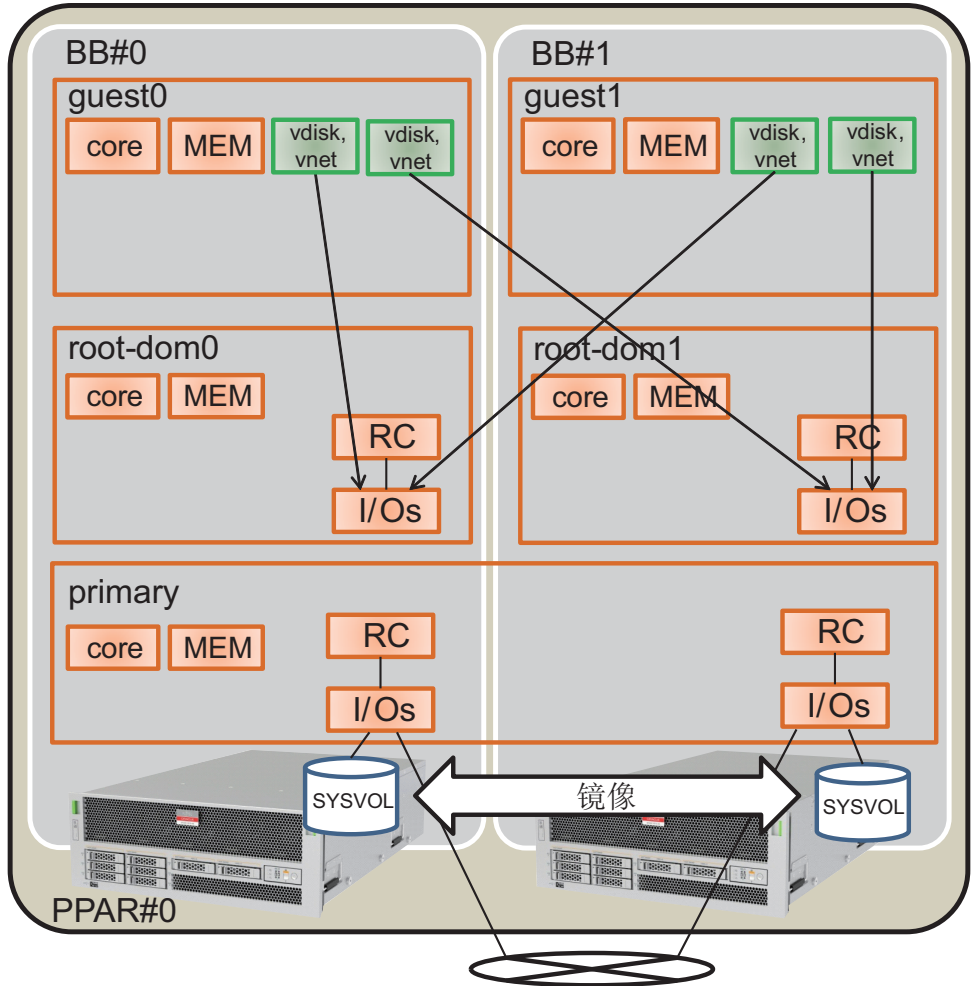 BB#0
BB#1
guest0
guest1
core
MEM
vdisk,
vnet
vdisk,
vnet
core
MEM
vdisk,
vnet
vdisk,
vnet
root-dom0
root-dom1
core
MEM
core
MEM
RC
RC
I/Os
I/Os
primary
core
MEM
RC
RC
I/Os
I/Os
SYSVOL
镜像
SYSVOL
PPAR#0